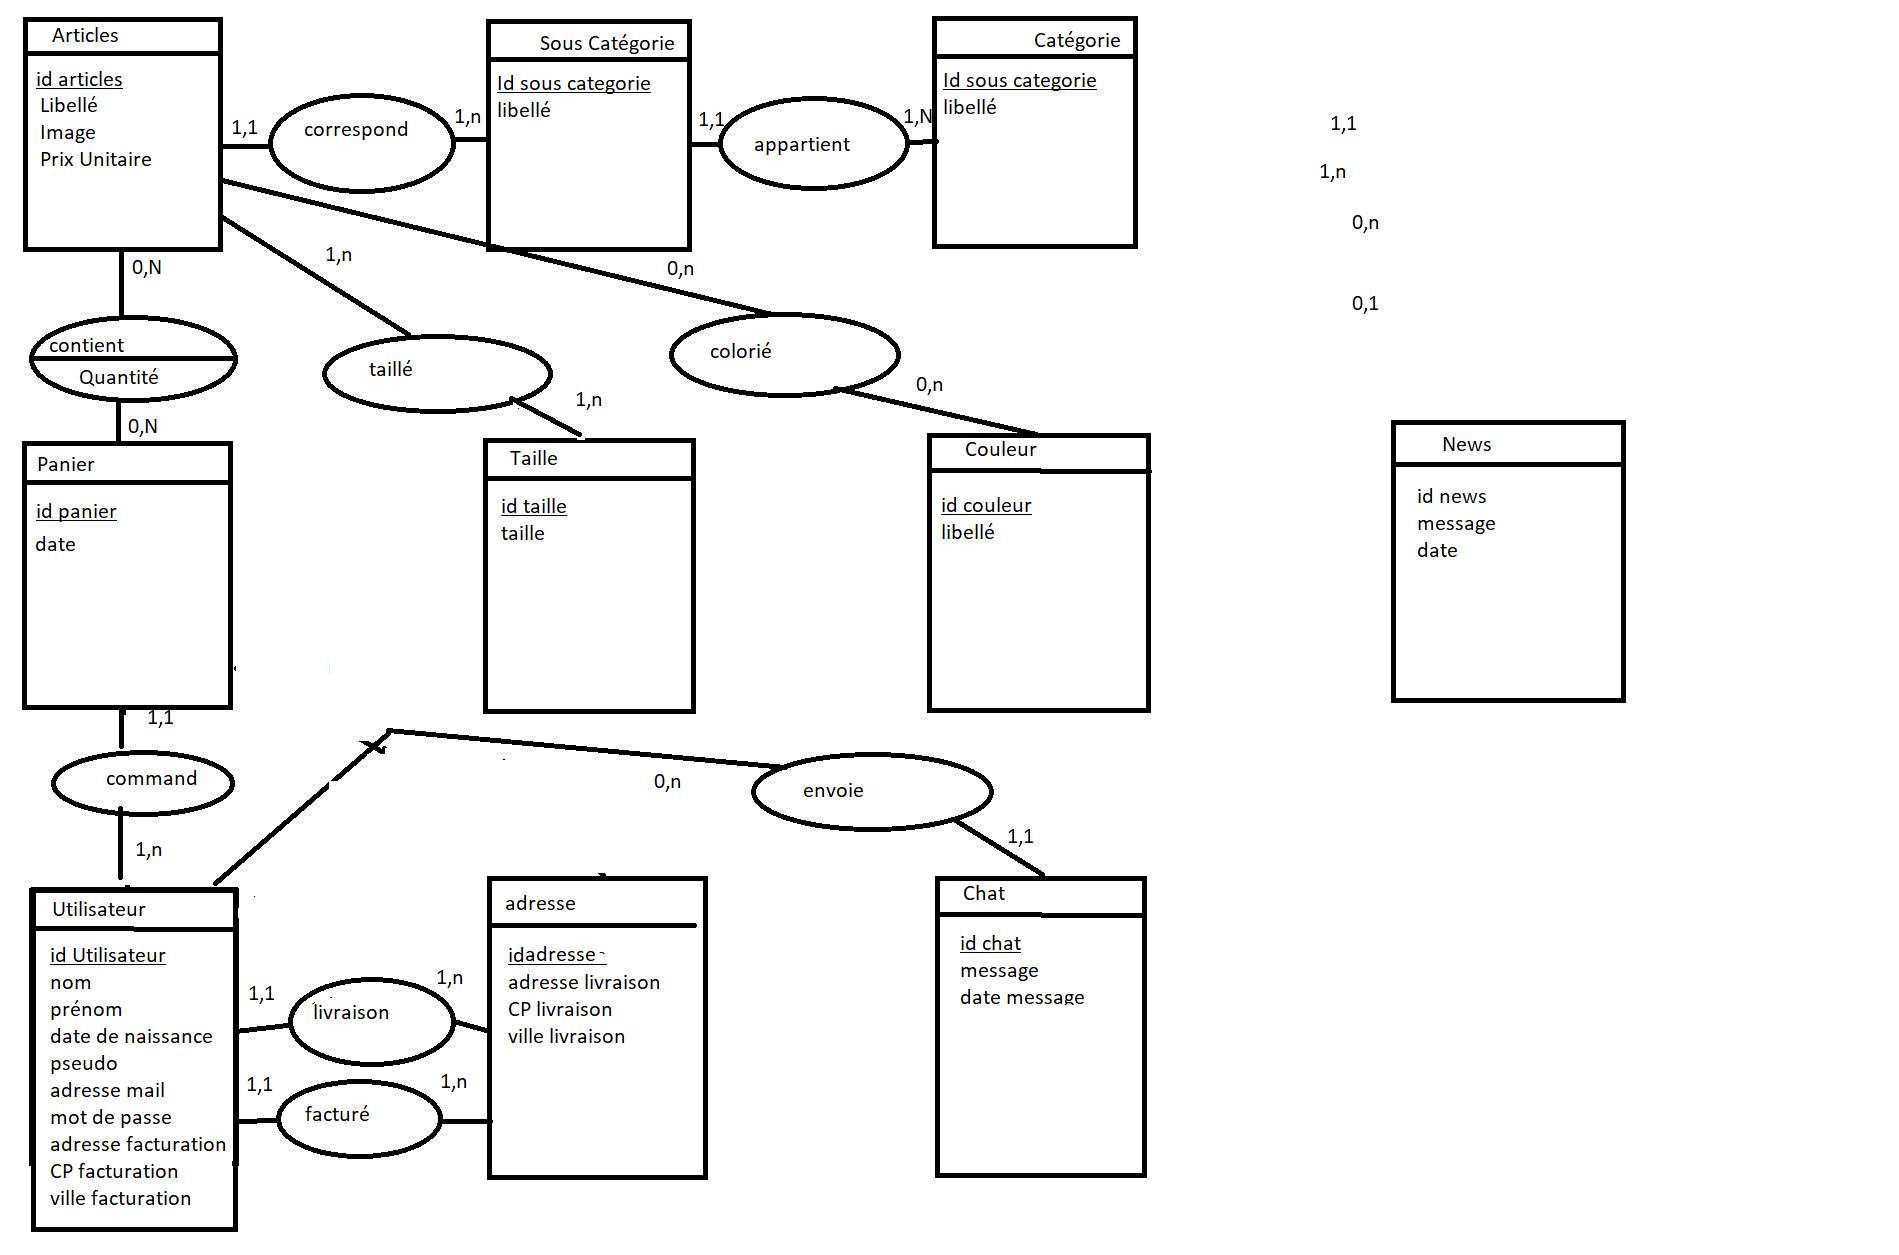 Articles
id articles
Libellé
Image
Prix Unitaire
1,1
correspond
1,n
Sous Catégorie
Id sous categorie
libellé
1,1
appartient
1,N
Catégorie
Id sous categorie
libellé
1,1
1,n
0,n
0,1
0,N
1,n
0,n
contient
Quantité
taillé
colorié
0,N
1,n
0,n
Panier
id panier
date
Taille
id taille
taille
Couleur
id couleur
libellé
News
id news
message
date
1,1
command
1,n
0,n
envoie
1,1
Utilisateur
id Utilisateur
nom
prénom
date de naissance
pseudo
adresse mail
mot de passe
adresse facturation
CP facturation
ville facturation
1,1
livraison
1,n
1,1
facturé
1,n
adresse
idadresse
adresse livraison
CP livraison
ville livraison
Chat
id chat
message
date message